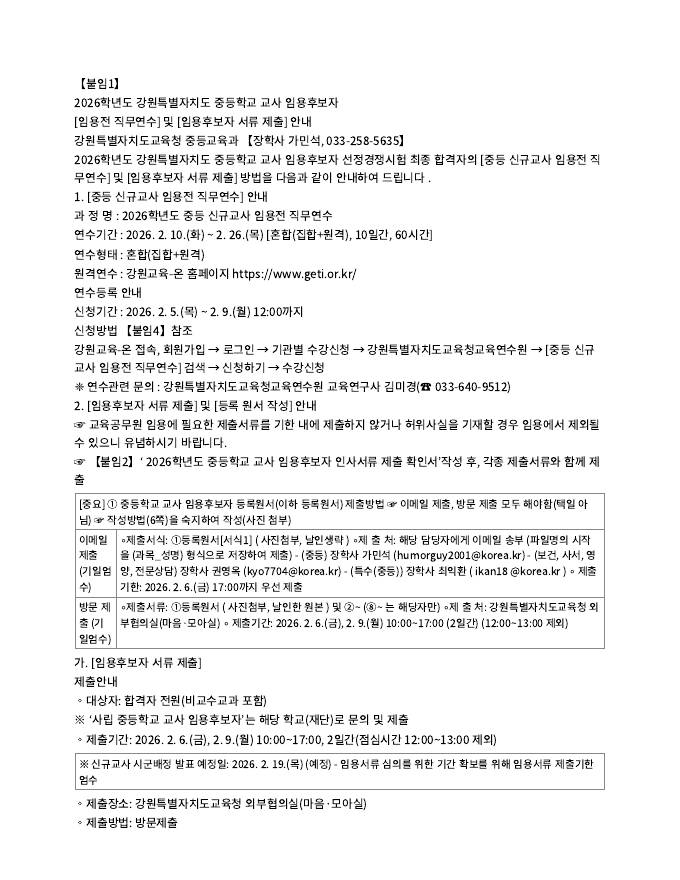 【붙임1】
2026학년도 강원특별자치도 중등학교 교사 임용후보자
[임용전 직무연수] 및 [임용후보자 서류 제출] 안내
강원특별자치도교육청 중등교육과 【장학사 가민석, 033-258-5635】
2026학년도 강원특별자치도 중등학교 교사 임용후보자 선정경쟁시험 최종 합격자의 [중등 신규교사 임용전 직
무연수] 및 [임용후보자 서류 제출] 방법을 다음과 같이 안내하여 드립니다 .
1. [중등 신규교사 임용전 직무연수] 안내
과 정 명 : 2026학년도 중등 신규교사 임용전 직무연수
연수기간 : 2026. 2. 10.(화) ~ 2. 26.(목) [혼합(집합+원격), 10일간, 60시간]
연수형태 : 혼합(집합+원격)
원격연수 : 강원교육-온 홈페이지 https://www.geti.or.kr/
연수등록 안내
신청기간 : 2026. 2. 5.(목) ~ 2. 9.(월) 12:00까지
신청방법 【붙임4】참조
강원교육-온 접속, 회원가입 → 로그인 → 기관별 수강신청 → 강원특별자치도교육청교육연수원 → [중등 신규
교사 임용전 직무연수] 검색 → 신청하기 → 수강신청
❈ 연수관련 문의 : 강원특별자치도교육청교육연수원 교육연구사 김미경(☎ 033-640-9512)
2. [임용후보자 서류 제출] 및 [등록 원서 작성] 안내
☞ 교육공무원 임용에 필요한 제출서류를 기한 내에 제출하지 않거나 허위사실을 기재할 경우 임용에서 제외될
수 있으니 유념하시기 바랍니다.
☞ 【붙임2】‘ 2026학년도 중등학교 교사 임용후보자 인사서류 제출 확인서’작성 후, 각종 제출서류와 함께 제
출
[중요] ① 중등학교 교사 임용후보자 등록원서(이하 등록원서) 제출방법 ☞ 이메일 제출, 방문 제출 모두 해야함(택일 아
님) ☞ 작성방법(6쪽)을 숙지하여 작성(사진 첨부)
이메일
제출
(기일엄
수)
∘제출서식: ①등록원서[서식1] ( 사진첨부, 날인생략 ) ∘제 출 처: 해당 담당자에게 이메일 송부 (파일명의 시작
을 (과목_성명) 형식으로 저장하여 제출) - (중등) 장학사 가민석 (humorguy2001@korea.kr) - (보건, 사서, 영
양, 전문상담) 장학사 권명옥 (kyo7704@korea.kr) - (특수(중등)) 장학사 최익환 ( ikan18 @korea.kr ) ∘ 제출
기한: 2026. 2. 6.(금) 17:00까지 우선 제출
방문 제
출 (기
일엄수)
∘제출서류: ①등록원서 ( 사진첨부, 날인한 원본 ) 및 ②~ (⑧~ 는 해당자만) ∘제 출 처: 강원특별자치도교육청 외
부협의실(마음·모아실) ∘ 제출기간: 2026. 2. 6.(금), 2. 9.(월) 10:00~17:00 (2일간) (12:00~13:00 제외)
가. [임용후보자 서류 제출]
제출안내
∘ 대상자: 합격자 전원(비교수교과 포함)
※ ‘사립 중등학교 교사 임용후보자’는 해당 학교(재단)로 문의 및 제출
∘ 제출기간: 2026. 2. 6.(금), 2. 9.(월) 10:00~17:00, 2일간(점심시간 12:00~13:00 제외)
※ 신규교사 시군배정 발표 예정일: 2026. 2. 19.(목) (예정) - 임용서류 심의를 위한 기간 확보를 위해 임용서류 제출기한
엄수
∘ 제출장소: 강원특별자치도교육청 외부협의실(마음·모아실)
∘ 제출방법: 방문제출